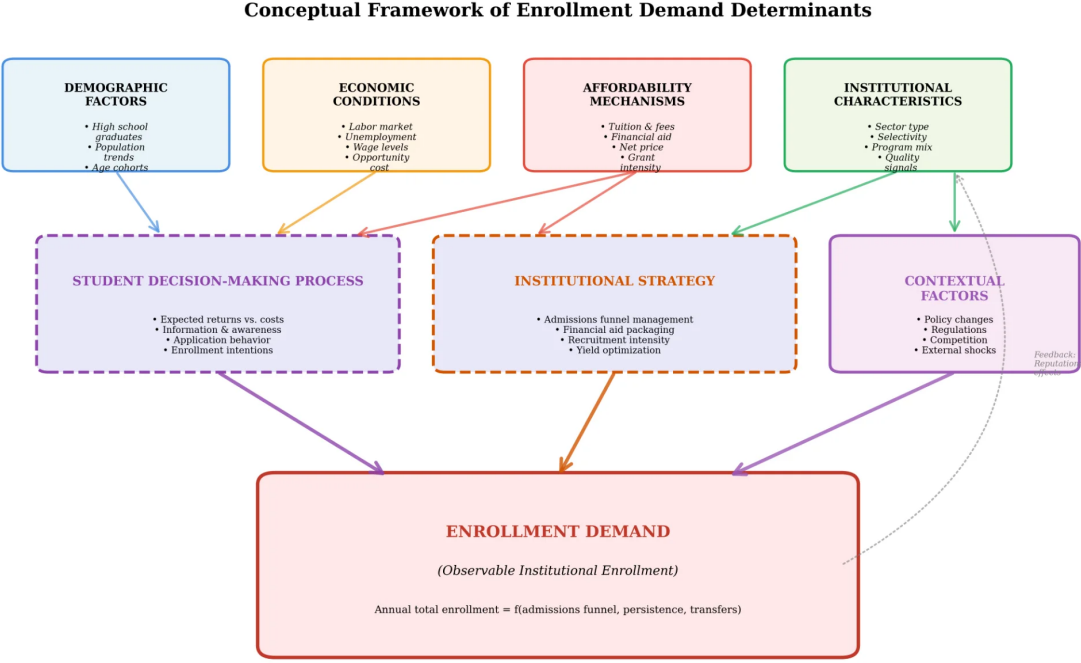 Conceptual Framework of Enrollment Demand Determinants
DEMOGRAPHIC
FACTORS
• High school
graduates
• Population
trends
• Age cohorts
ECONOMIC
CONDITIONS
• Labor market
• Unemployment
• Wage levels
• Opportunity
cost
AFFORDABILITY
MECHANISMS
• Tuition & fees
• Financial aid
• Net price
• Grant
intensity
INSTITUTIONAL
CHARACTERISTICS
• Sector type
• Selectivity
• Program mix
• Quality
signals
STUDENT DECISION-MAKING PROCESS
• Expected returns vs. costs
• Information & awareness
• Application behavior
• Enrollment intentions
INSTITUTIONAL STRATEGY
• Admissions funnel management
• Financial aid packaging
• Recruitment intensity
• Yield optimization
CONTEXTUAL
FACTORS
• Policy changes
• Regulations
• Competition
• External shocks
Feedback:
Reputation
effects
ENROLLMENT DEMAND
(Observable Institutional Enrollment)
Annual total enrollment = f(admissions funnel, persistence, transfers)